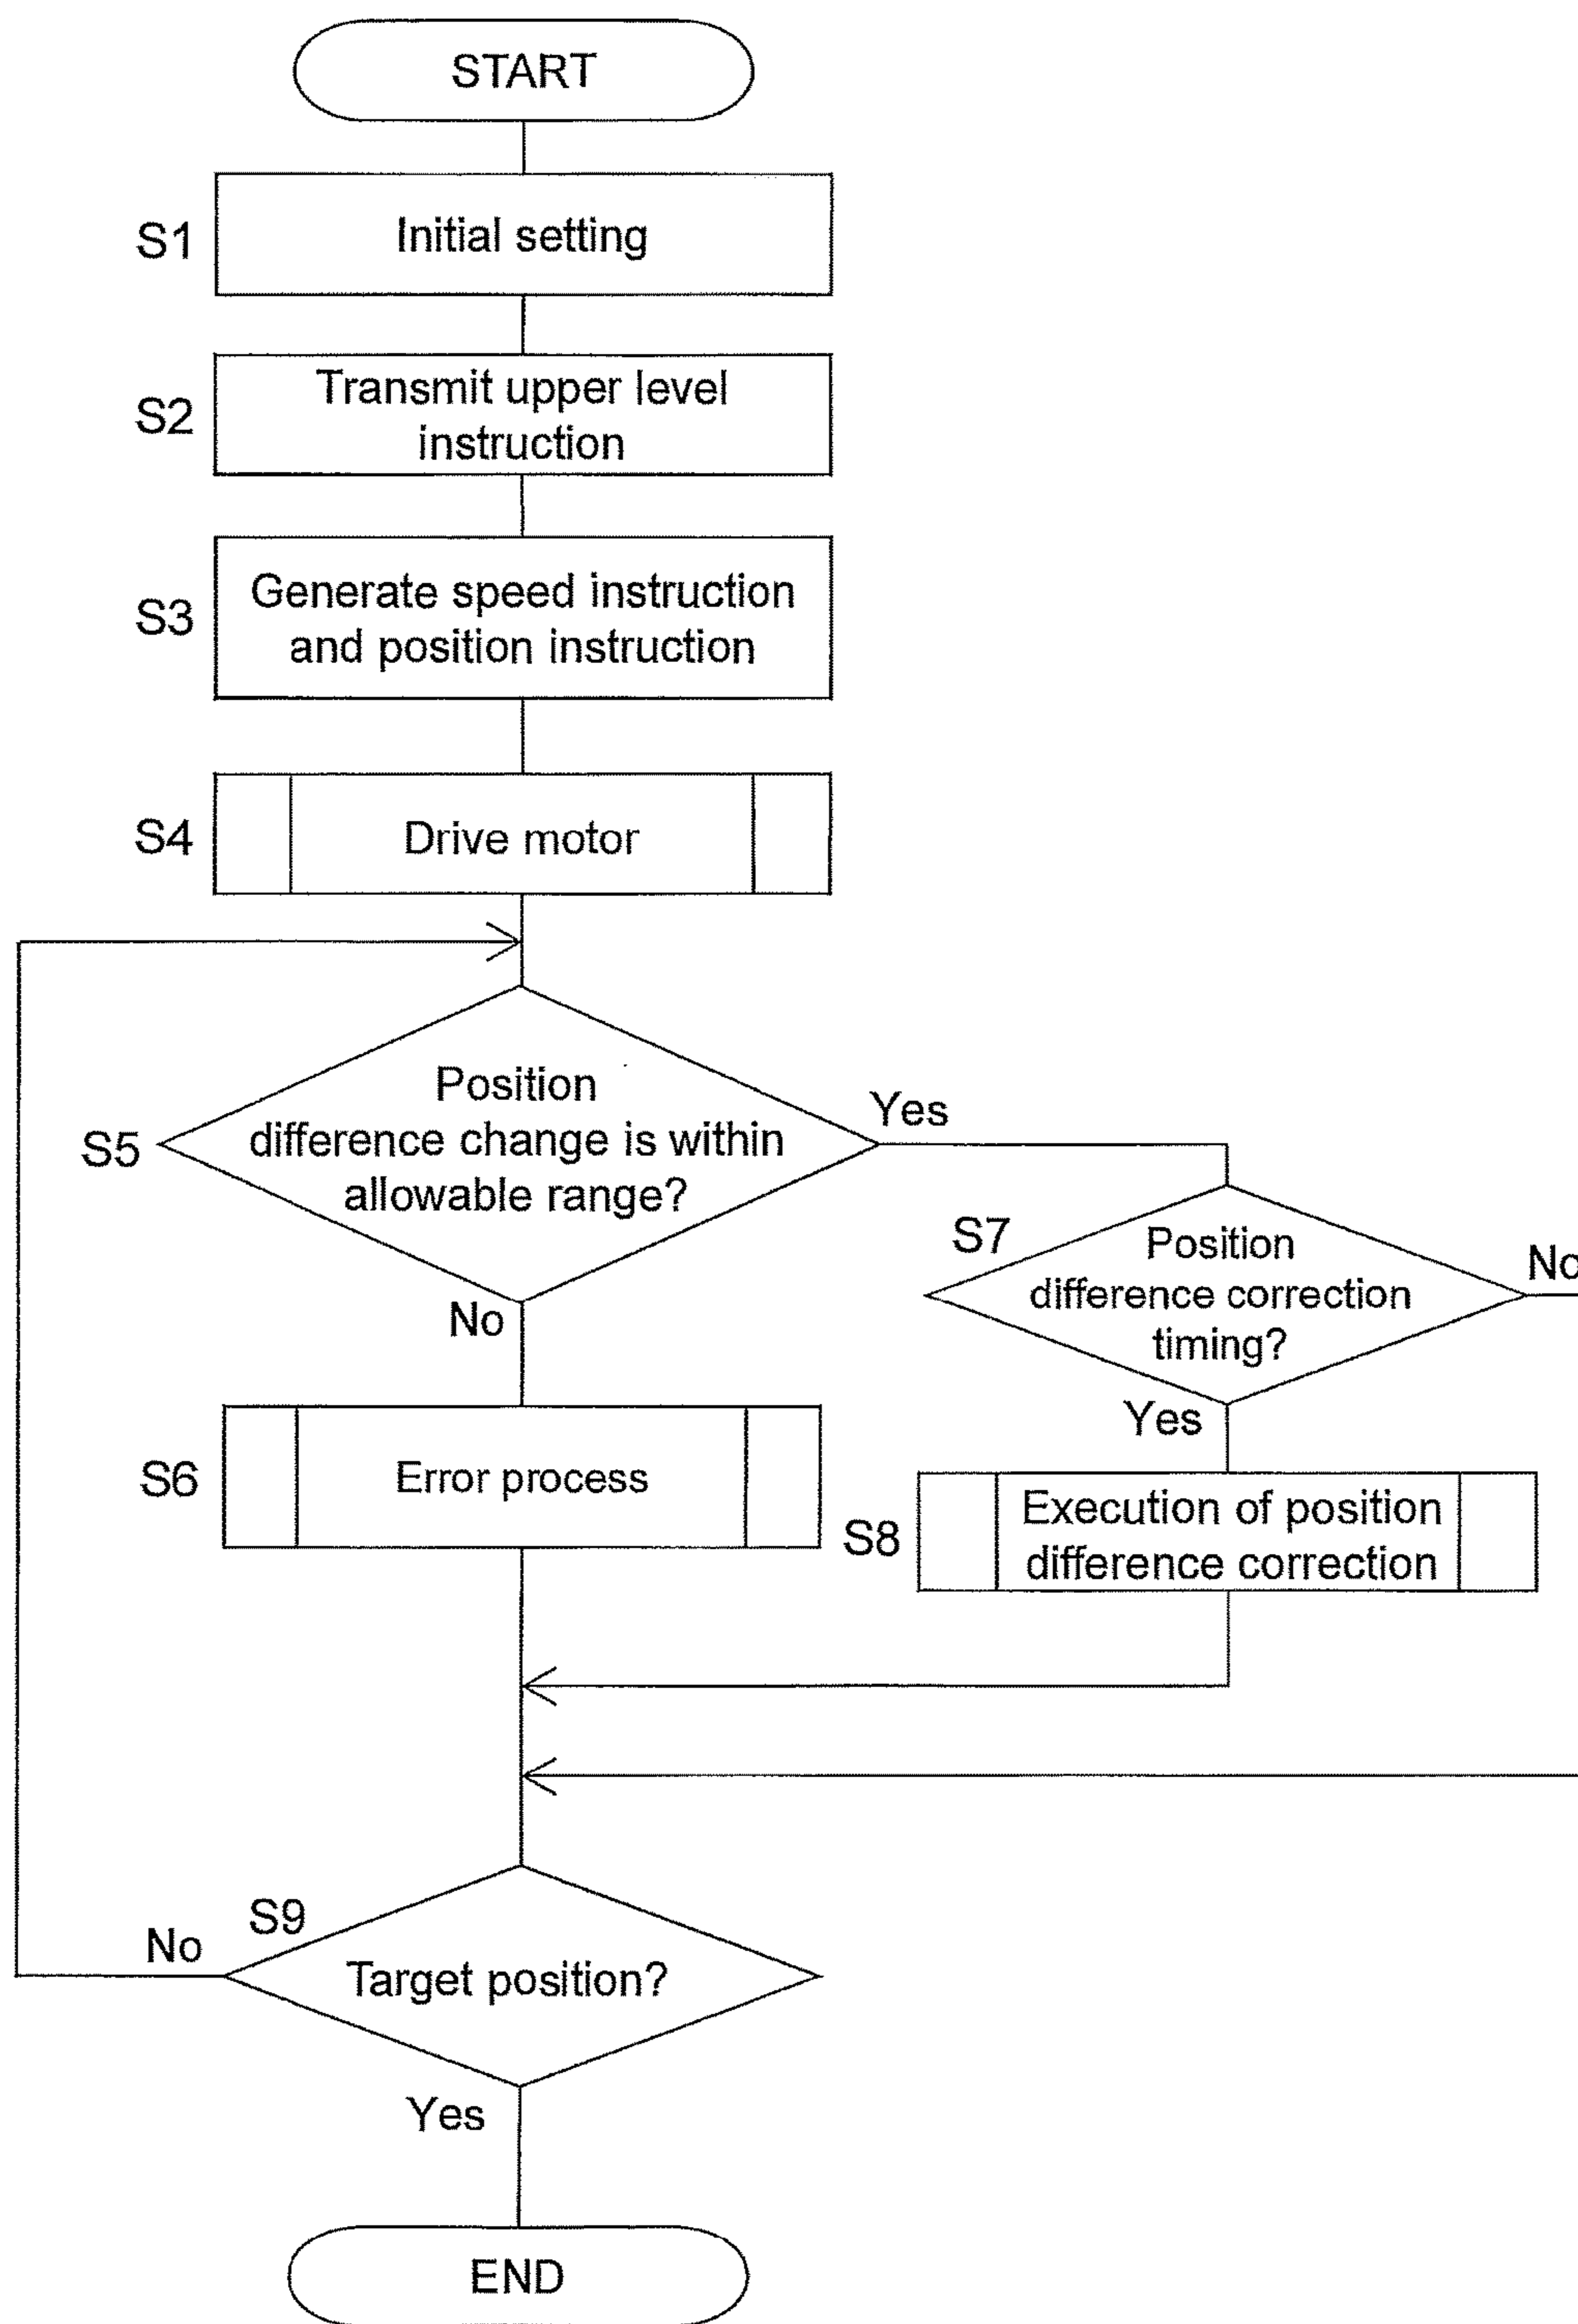 START
S1
Initial setting
S2
Transmit upper level
instruction
S3
Generate speed instruction
and position instruction
S4
Drive motor
S5
Position
difference change is within
allowable range?
Yes
No
S7
Position
difference correction
timing?
No
Yes
S6
Error process
S8
Execution of position
difference correction
S9
Target position?
No
Yes
END